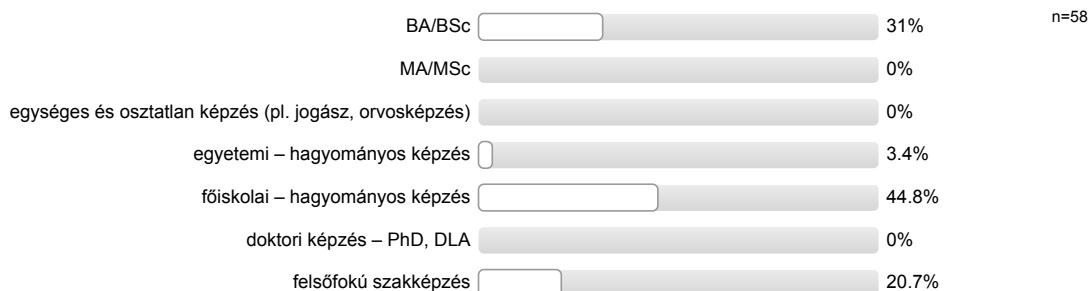 BA/BSc 31% n=58
MA/MSc 0%
egységes és osztatlan képzés (pl. jogász, orvosképzés) 0%
egyetemi – hagyományos képzés 3.4%
főiskolai – hagyományos képzés 44.8%
doktori képzés – PhD, DLA 0%
felsőfokú szakképzés 20.7%